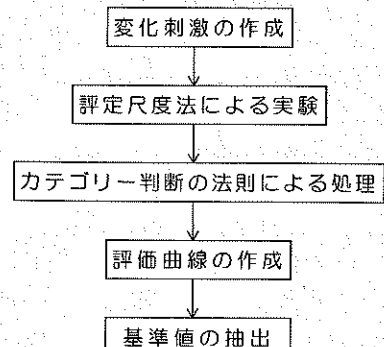 変化刺激の作成
評定尺度法による実験
カテゴリー判断の法則による処理
評価曲線の作成
基準値の抽出